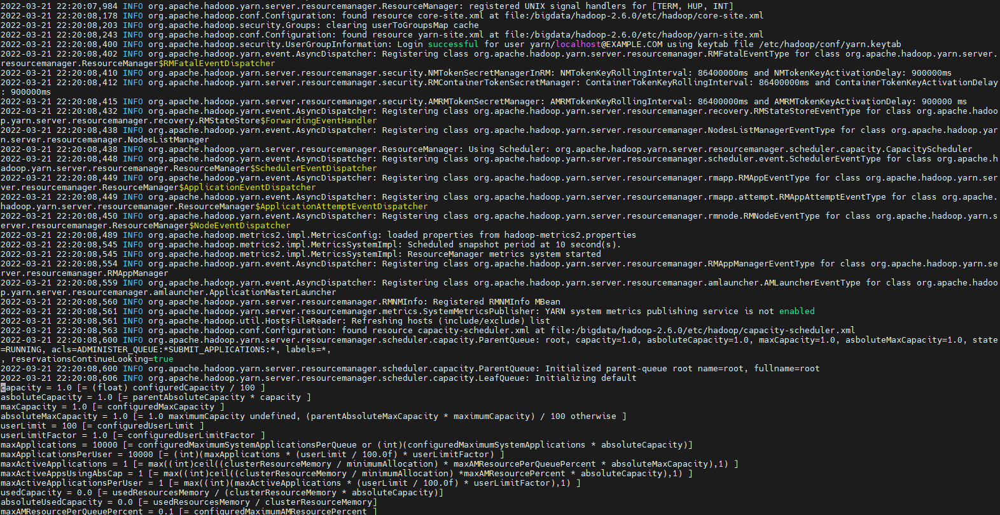 2022-03-21 22:20:07,984 INFO org.apache.hadoop.yarn.server.resourcemanager.ResourceManager: registered UNIX signal handlers for [TERM, HUP, INT]
2022-03-21 22:20:08,178 INFO org.apache.hadoop.conf.Configuration: found resource core-site.xml at file:/bigdata/hadoop-2.6.0/etc/hadoop/core-site.xml
2022-03-21 22:20:08,203 INFO org.apache.hadoop.security.Groups: clearing userToGroupsMap cache
2022-03-21 22:20:08,243 INFO org.apache.hadoop.conf.Configuration: found resource yarn-site.xml at file:/bigdata/hadoop-2.6.0/etc/hadoop/yarn-site.xml
2022-03-21 22:20:08,400 INFO org.apache.hadoop.security.UserGroupInformation: Login successful for user yarn/localhost@EXAMPLE.COM using keytab file /etc/hadoop/conf/yarn.keytab
2022-03-21 22:20:08,402 INFO org.apache.hadoop.yarn.event.AsyncDispatcher: Registering class org.apache.hadoop.yarn.server.resourcemanager.RMFatalEventType for class org.apache.hadoop.yarn.server.
resourcemanager.ResourceManager$RMFatalEventDispatcher
2022-03-21 22:20:08,410 INFO org.apache.hadoop.yarn.server.resourcemanager.security.NMTokenSecretManagerInRM: NMTokenKeyRollingInterval: 86400000ms and NMTokenKeyActivationDelay: 900000ms
2022-03-21 22:20:08,412 INFO org.apache.hadoop.yarn.server.resourcemanager.security.RMContainerTokenSecretManager: ContainerTokenKeyRollingInterval: 86400000ms and ContainerTokenKeyActivationDelay
: 900000ms
2022-03-21 22:20:08,415 INFO org.apache.hadoop.yarn.server.resourcemanager.security.AMRMTokenSecretManager: AMRMTokenKeyRollingInterval: 86400000ms and AMRMTokenKeyActivationDelay: 900000 ms
2022-03-21 22:20:08,432 INFO org.apache.hadoop.yarn.event.AsyncDispatcher: Registering class org.apache.hadoop.yarn.server.resourcemanager.recovery.RMStateStoreEventType for class org.apache.hadoo
p.yarn.server.resourcemanager.recovery.RMStateStore$ForwardingEventHandler
2022-03-21 22:20:08,438 INFO org.apache.hadoop.yarn.event.AsyncDispatcher: Registering class org.apache.hadoop.yarn.server.resourcemanager.NodesListManagerEventType for class org.apache.hadoop.yar
n.server.resourcemanager.NodesListManager
2022-03-21 22:20:08,438 INFO org.apache.hadoop.yarn.server.resourcemanager.ResourceManager: Using Scheduler: org.apache.hadoop.yarn.server.resourcemanager.scheduler.capacity.CapacityScheduler
2022-03-21 22:20:08,448 INFO org.apache.hadoop.yarn.event.AsyncDispatcher: Registering class org.apache.hadoop.yarn.server.resourcemanager.scheduler.event.SchedulerEventType for class org.apache.h
adoop.yarn.server.resourcemanager.ResourceManager$SchedulerEventDispatcher
2022-03-21 22:20:08,449 INFO org.apache.hadoop.yarn.event.AsyncDispatcher: Registering class org.apache.hadoop.yarn.server.resourcemanager.rmapp.RMAppEventType for class org.apache.hadoop.yarn.ser
ver.resourcemanager.ResourceManager$ApplicationEventDispatcher
2022-03-21 22:20:08,449 INFO org.apache.hadoop.yarn.event.AsyncDispatcher: Registering class org.apache.hadoop.yarn.server.resourcemanager.rmapp.attempt.RMAppAttemptEventType for class org.apache.
hadoop.yarn.server.resourcemanager.ResourceManager$ApplicationAttemptEventDispatcher
2022-03-21 22:20:08,450 INFO org.apache.hadoop.yarn.event.AsyncDispatcher: Registering class org.apache.hadoop.yarn.server.resourcemanager.rmnode.RMNodeEventType for class org.apache.hadoop.yarn.s
erver.resourcemanager.ResourceManager$NodeEventDispatcher
2022-03-21 22:20:08,489 INFO org.apache.hadoop.metrics2.impl.MetricsConfig: loaded properties from hadoop-metrics2.properties
2022-03-21 22:20:08,545 INFO org.apache.hadoop.metrics2.impl.MetricsSystemImpl: Scheduled snapshot period at 10 second(s).
2022-03-21 22:20:08,545 INFO org.apache.hadoop.metrics2.impl.MetricsSystemImpl: ResourceManager metrics system started
2022-03-21 22:20:08,554 INFO org.apache.hadoop.yarn.event.AsyncDispatcher: Registering class org.apache.hadoop.yarn.server.resourcemanager.RMAppManagerEventType for class org.apache.hadoop.yarn.se
rver.resourcemanager.RMAppManager
2022-03-21 22:20:08,559 INFO org.apache.hadoop.yarn.event.AsyncDispatcher: Registering class org.apache.hadoop.yarn.server.resourcemanager.amlauncher.AMLauncherEventType for class org.apache.hadoo
p.yarn.server.resourcemanager.amlauncher.ApplicationMasterLauncher
2022-03-21 22:20:08,560 INFO org.apache.hadoop.yarn.server.resourcemanager.RMNMInfo: Registered RMNMInfo MBean
2022-03-21 22:20:08,561 INFO org.apache.hadoop.yarn.server.resourcemanager.metrics.SystemMetricsPublisher: YARN system metrics publishing service is not enabled
2022-03-21 22:20:08,561 INFO org.apache.hadoop.util.HostsFileReader: Refreshing hosts (include/exclude) list
2022-03-21 22:20:08,563 INFO org.apache.hadoop.conf.Configuration: found resource capacity-scheduler.xml at file:/bigdata/hadoop-2.6.0/etc/hadoop/capacity-scheduler.xml
2022-03-21 22:20:08,600 INFO org.apache.hadoop.yarn.server.resourcemanager.scheduler.capacity.ParentQueue: root, capacity=1.0, asboluteCapacity=1.0, maxCapacity=1.0, asboluteMaxCapacity=1.0, state
=RUNNING, acls=ADMINISTER_QUEUE:*SUBMIT_APPLICATIONS:*, labels=*,
, reservationsContinueLooking=true
2022-03-21 22:20:08,600 INFO org.apache.hadoop.yarn.server.resourcemanager.scheduler.capacity.ParentQueue: Initialized parent-queue root name=root, fullname=root
2022-03-21 22:20:08,606 INFO org.apache.hadoop.yarn.server.resourcemanager.scheduler.capacity.LeafQueue: Initializing default
capacity = 1.0 [= (float) configuredCapacity / 100 ]
asboluteCapacity = 1.0 [= parentAbsoluteCapacity * capacity ]
maxCapacity = 1.0 [= configuredMaxCapacity ]
absoluteMaxCapacity = 1.0 [= 1.0 maximumCapacity undefined, (parentAbsoluteMaxCapacity * maximumCapacity) / 100 otherwise ]
userLimit = 100 [= configuredUserLimit ]
userLimitFactor = 1.0 [= configuredUserLimitFactor ]
maxApplications = 10000 [= configuredMaximumSystemApplicationsPerQueue or (int)(configuredMaximumSystemApplications * absoluteCapacity)]
maxApplicationsPerUser = 10000 [= (int)(maxApplications * (userLimit / 100.0f) * userLimitFactor) ]
maxActiveApplications = 1 [= max((int)ceil((clusterResourceMemory / minimumAllocation) * maxAMResourcePerQueuePercent * absoluteMaxCapacity),1) ]
maxActiveAppsUsingAbsCap = 1 [= max((int)ceil((clusterResourceMemory / minimumAllocation) *maxAMResourcePercent * absoluteCapacity),1) ]
maxActiveApplicationsPerUser = 1 [= max((int)(maxActiveApplications * (userLimit / 100.0f) * userLimitFactor),1) ]
usedCapacity = 0.0 [= usedResourcesMemory / (clusterResourceMemory * absoluteCapacity)]
absoluteUsedCapacity = 0.0 [= usedResourcesMemory / clusterResourceMemory]
maxAMResourcePerQueuePercent = 0.1 [= configuredMaximumAMResourcePercent ]